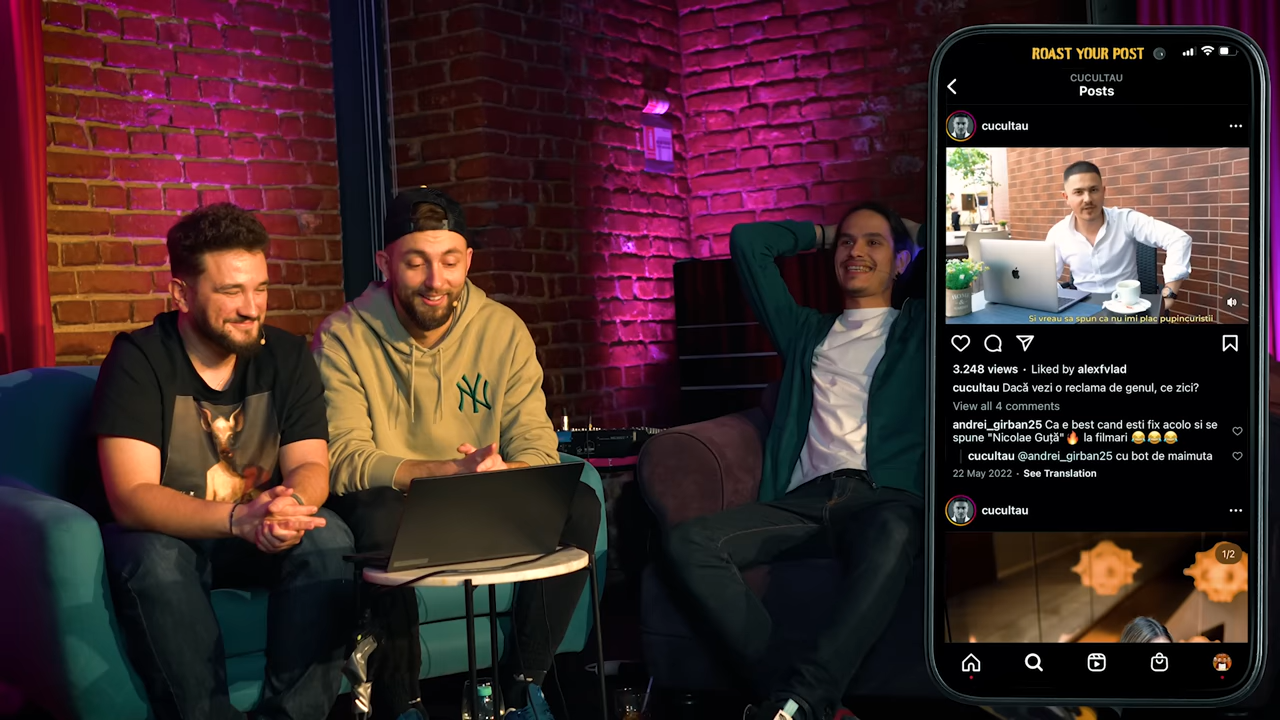 ROAST YOUR POST
CUCULTAU
Posts
cucultau
Si vreau sa spun ca nu imi plac pupincuristii
3.248 views · Liked by alexfvlad
cucultau Dacă vezi o reclama de genul, ce zici?
View all 4 comments
andrei_girban25 Ca e best cand esti fix acolo si se
spune "Nicolae Guță"🔥 la filmari 😂😂😂
cucultau @andrei_girban25 cu bot de maimuta
22 May 2022 · See Translation
cucultau
1/2
NY